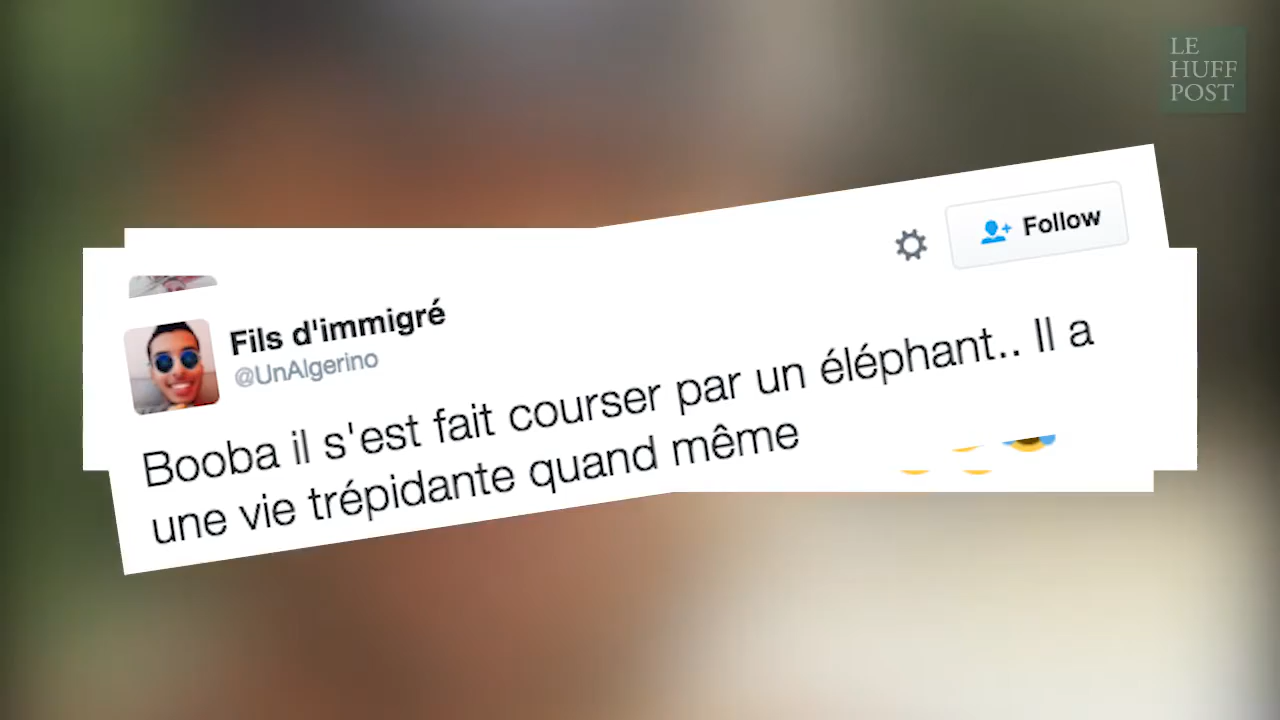 LE
HUFF
POST
Follow
Fils d'immigré
@UnAlgerino
Booba il s'est fait courser par un éléphant.. Il a
une vie trépidante quand même